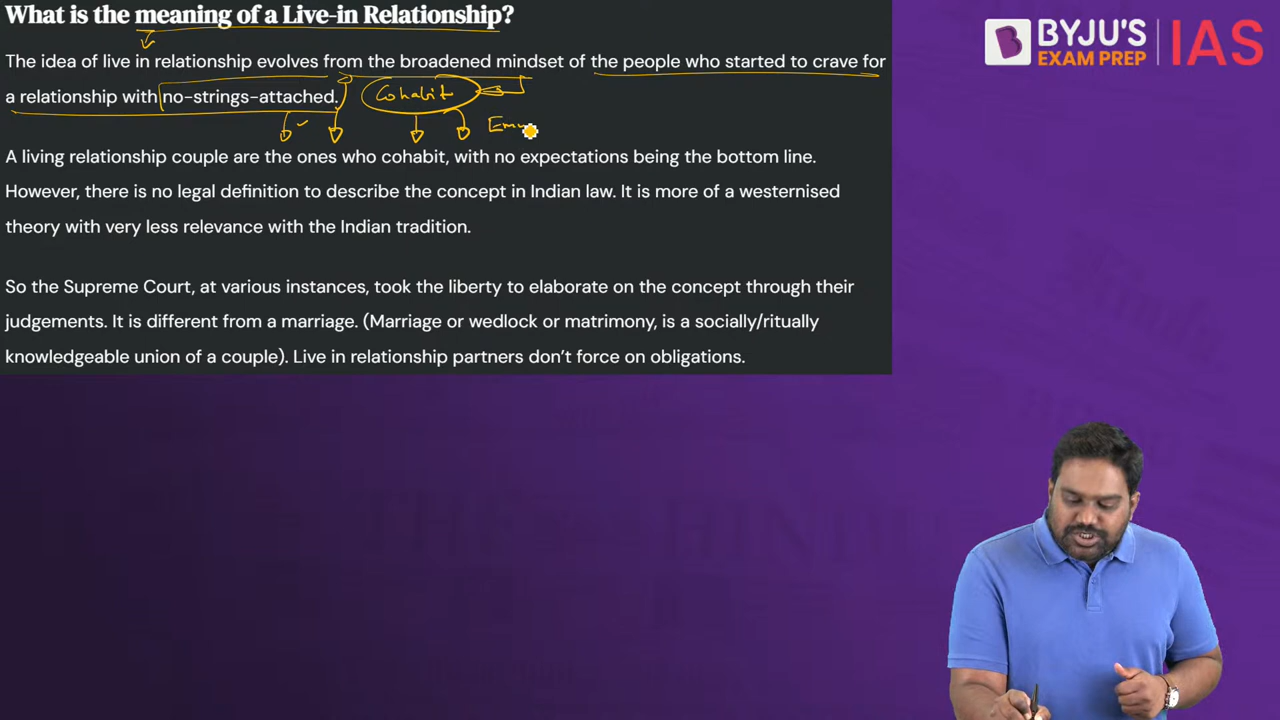 What is the meaning of a Live-in Relationship?
The idea of live in relationship evolves from the broadened mindset of the people who started to crave for
a relationship with no-strings-attached.
Cohabit
A living relationship couple are the ones who cohabit, with no expectations being the bottom line.
However, there is no legal definition to describe the concept in Indian law. It is more of a westernised
theory with very less relevance with the Indian tradition.
So the Supreme Court, at various instances, took the liberty to elaborate on the concept through their
judgements. It is different from a marriage. (Marriage or wedlock or matrimony, is a socially/ritually
knowledgeable union of a couple). Live in relationship partners don't force on obligations.
B BYJU'S
EXAM PREP
IAS